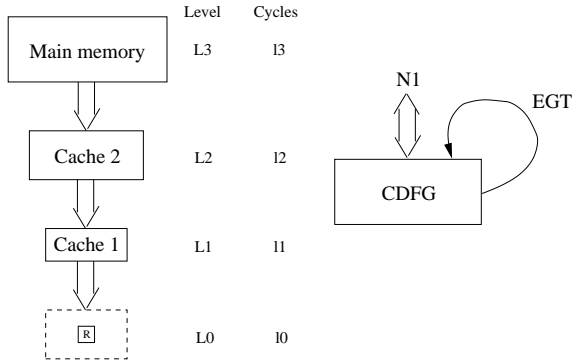 Level Cycles
Main memory L3 l3
N1
EGT
Cache 2 L2 l2
CDFG
Cache 1 L1 l1
R L0 l0